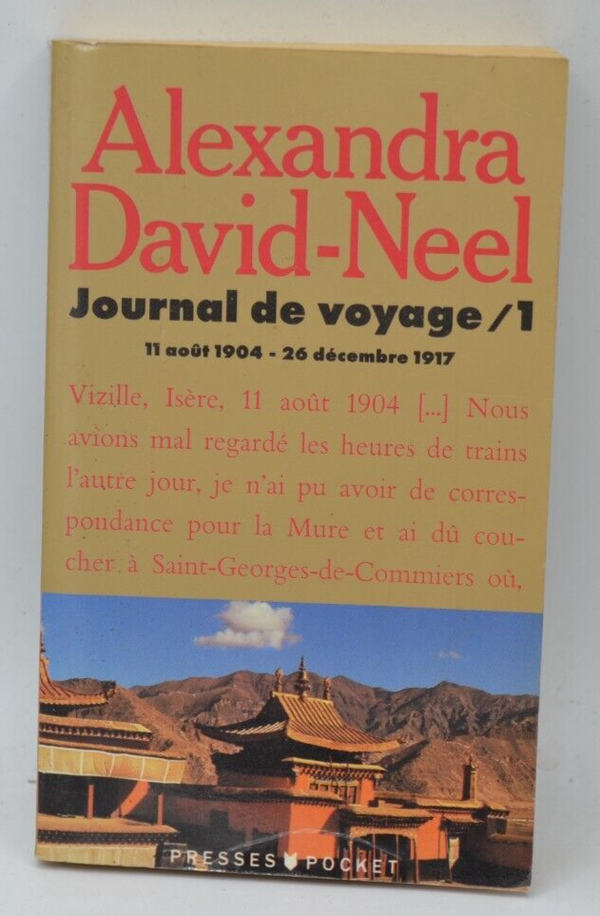 Alexandra
David-Neel
Journal de voyage/1
11 août 1904 - 26 décembre 1917
Vizille, Isère, 11 août 1904 [...] Nous
avions mal regardé les heures de trains
l'autre jour, je n'ai pu avoir de corres-
pondance pour la Mure et ai dû cou-
cher à Saint-Georges-de-Commiers où,
PRESSES POCKET